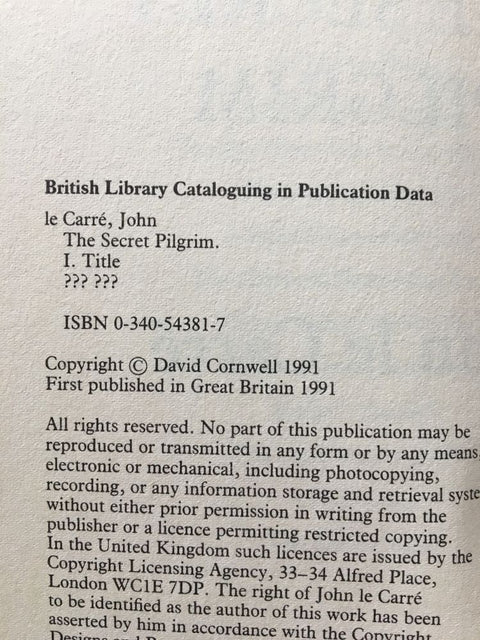 British Library Cataloguing in Publication Data
le Carré, John
The Secret Pilgrim.
I. Title
??? ???
ISBN 0-340-54381-7
Copyright © David Cornwell 1991
First published in Great Britain 1991
All rights reserved. No part of this publication may be
reproduced or transmitted in any form or by any means,
electronic or mechanical, including photocopying,
recording, or any information storage and retrieval syste
without either prior permission in writing from the
publisher or a licence permitting restricted copying.
In the United Kingdom such licences are issued by the
Copyright Licensing Agency, 33–34 Alfred Place,
London WC1E 7DP. The right of John le Carré
to be identified as the author of this work has been
asserted by him in accordance with the Copyright
Designs and